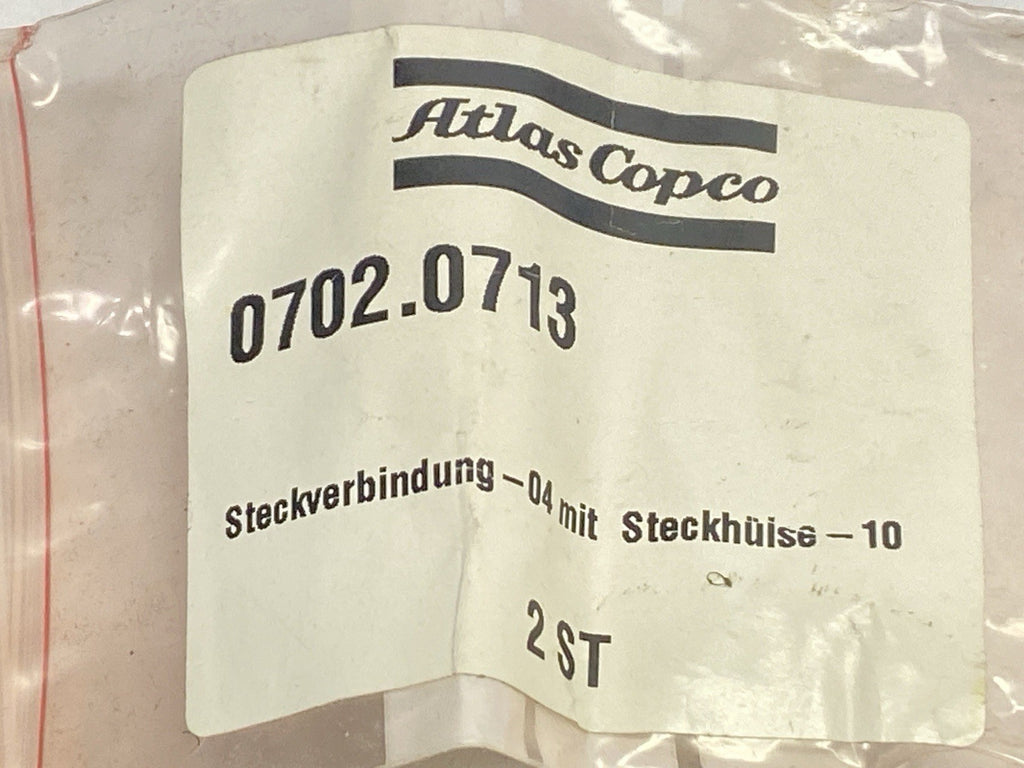 Atlas Copco
0702.0713
Steckverbindung – 04 mit Steckhülse – 10
2 ST